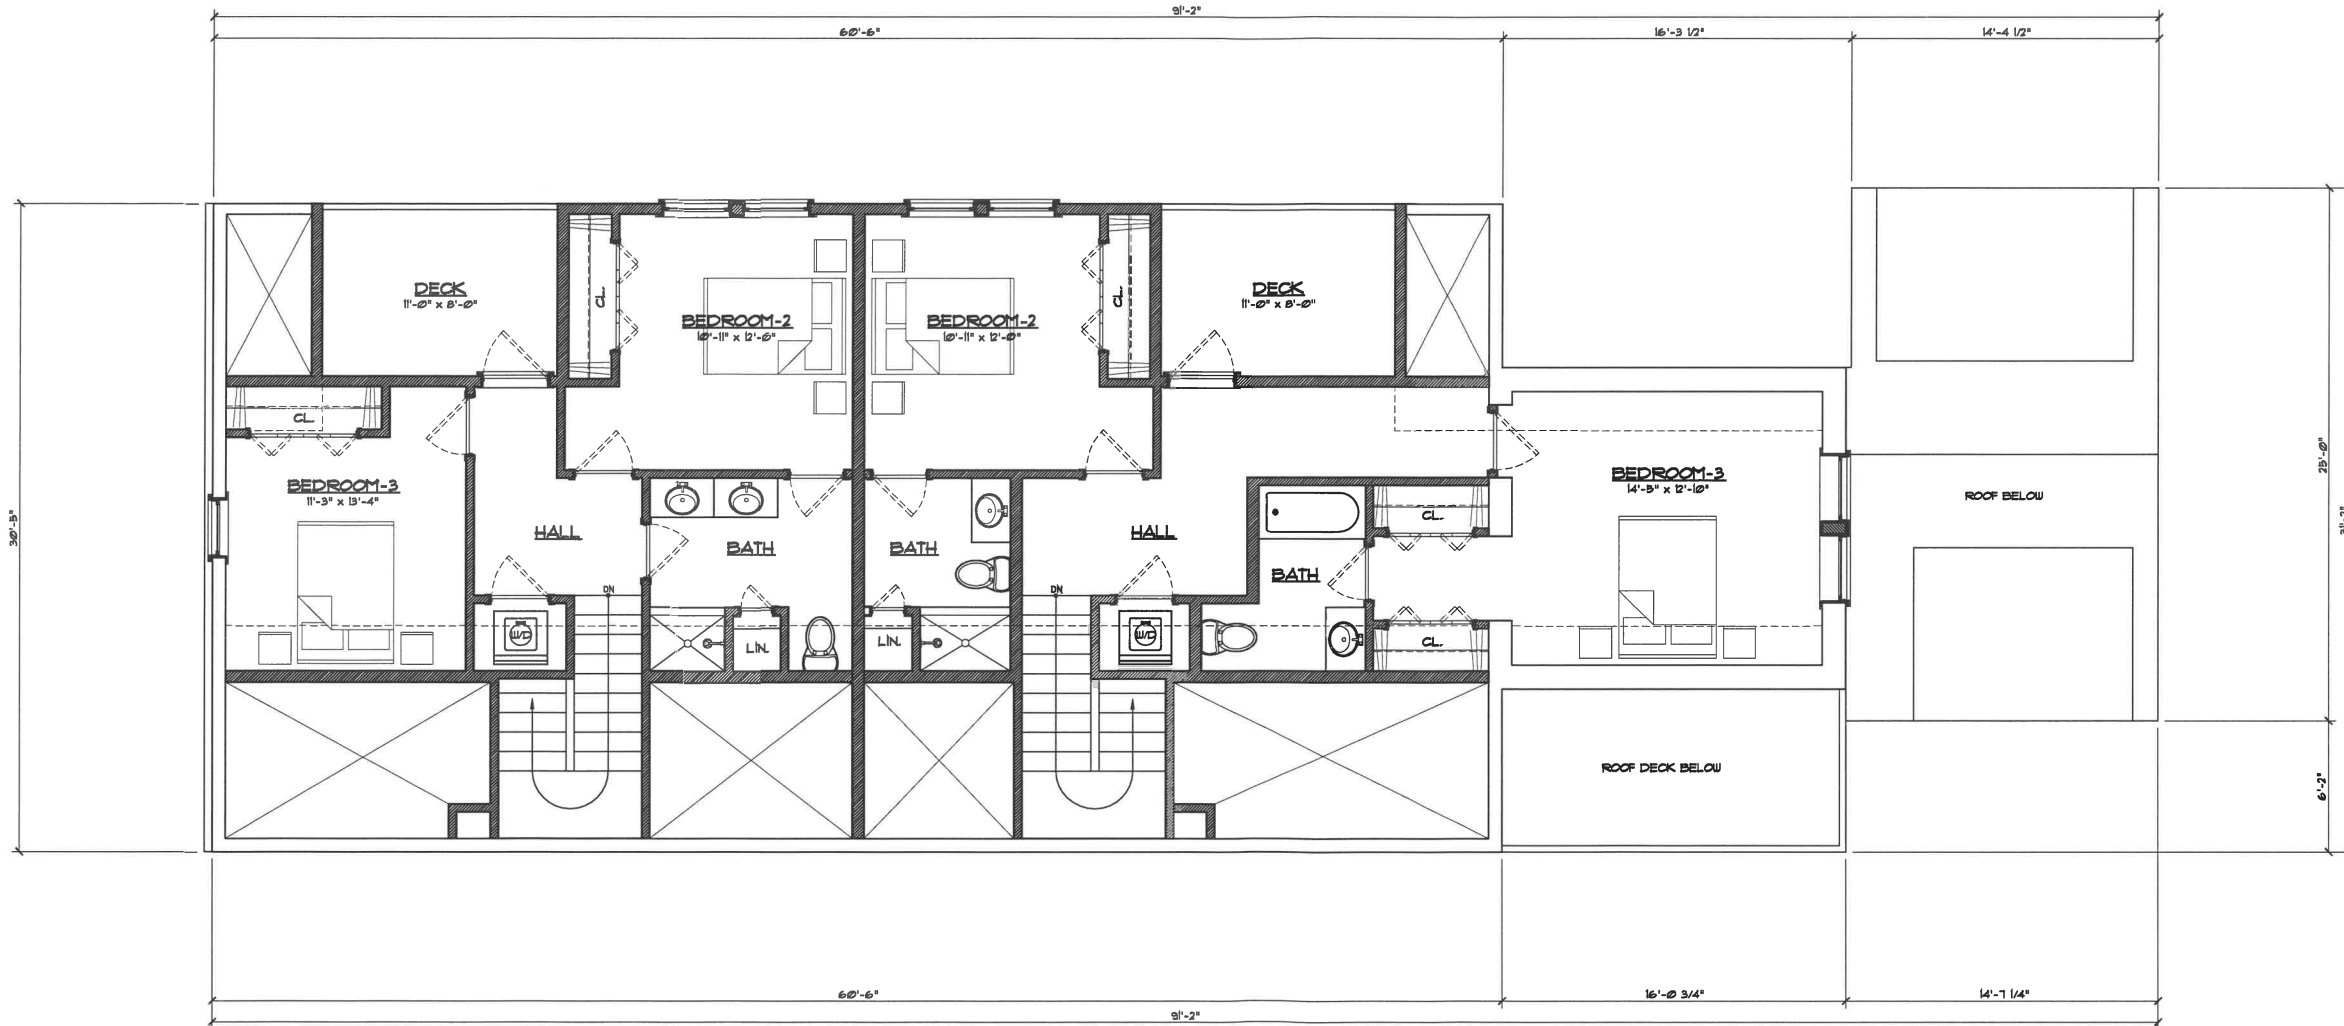 91'-2"
60'-6"
16'-3 1/2"
14'-4 1/2"
DECK
11'-0" x 8'-0"
CL.
BEDROOM-2
10'-11" x 12'-0"
BEDROOM-2
10'-11" x 12'-0"
CL.
DECK
11'-0" x 8'-0"
CL.
BEDROOM-3
11'-3" x 13'-4"
HALL
BATH
BATH
HALL
BATH
CL.
BEDROOM-3
14'-5" x 12'-10"
ROOF BELOW
30'-5"
25'-0"
31'-2"
DN
DN
W/D
LIN.
LIN.
W/D
CL.
ROOF DECK BELOW
6'-2"
60'-6"
16'-0 3/4"
14'-7 1/4"
91'-2"